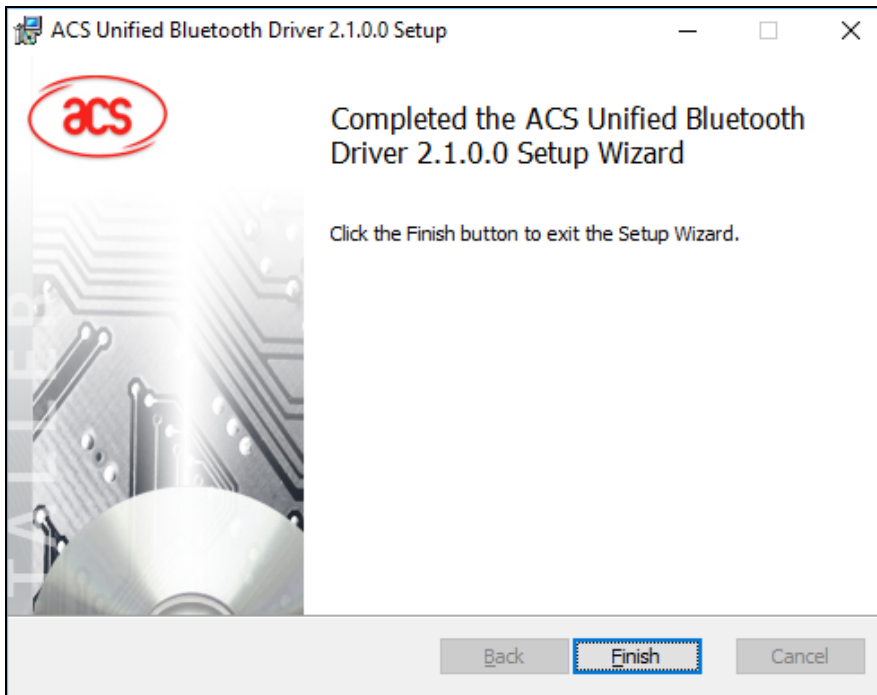 ACS Unified Bluetooth Driver 2.1.0.0 Setup
acs
Completed the ACS Unified Bluetooth
Driver 2.1.0.0 Setup Wizard
Click the Finish button to exit the Setup Wizard.
Back
Finish
Cancel